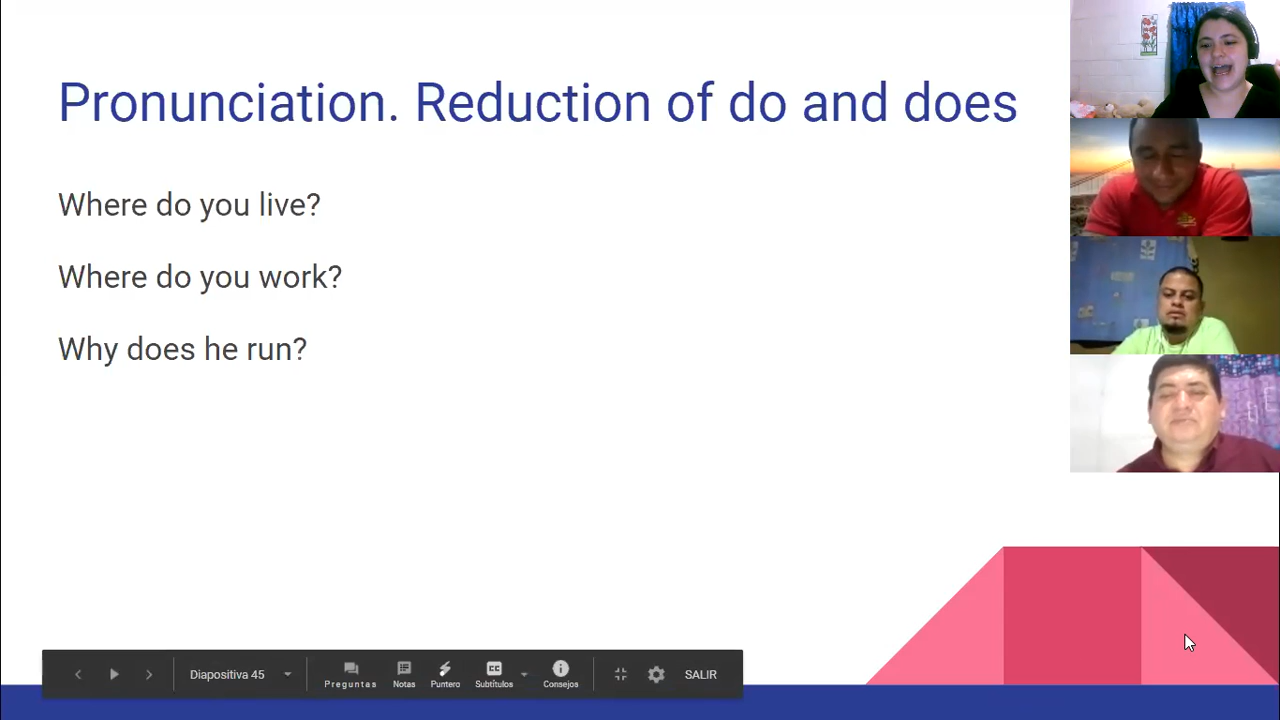 Pronunciation. Reduction of do and does
Where do you live?
Where do you work?
Why does he run?
Diapositiva 45
Preguntas
Notas
Puntero
CC
Subtítulos
Consejos
SALIR